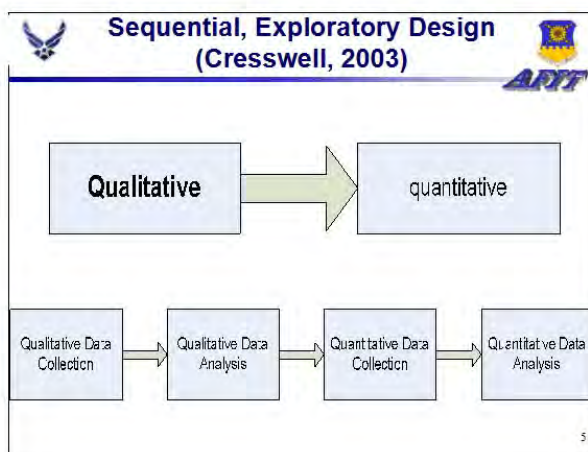 Sequential, Exploratory Design
(Cresswell, 2003)
AFIT
Qualitative
quantitative
Qualitative Data
Collection
Qualitative Data
Analysis
Quantitative Data
Collection
Quantitative Data
Analysis
5